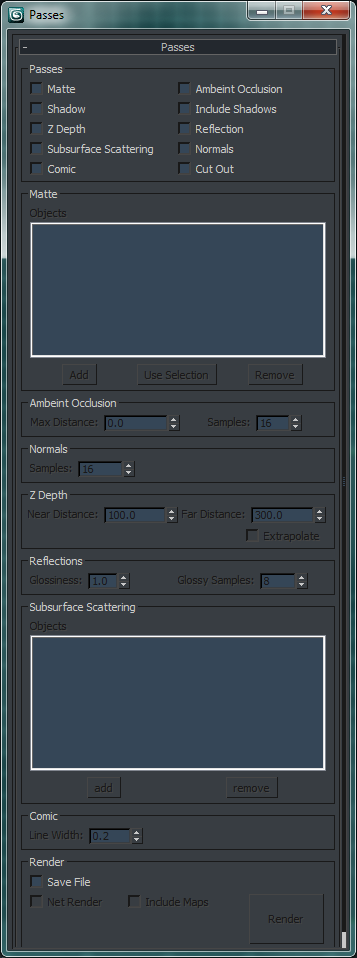 Passes
- Passes
Passes
Matte Ambeint Occlusion
Shadow Include Shadows
Z Depth Reflection
Subsurface Scattering Normals
Comic Cut Out
Matte
Objects
Add Use Selection Remove
Ambeint Occlusion
Max Distance: 0.0 Samples: 16
Normals
Samples: 16
Z Depth
Near Distance: 100.0 Far Distance: 300.0
Extrapolate
Reflections
Glossiness: 1.0 Glossy Samples: 8
Subsurface Scattering
Objects
add remove
Comic
Line Width: 0.2
Render
Save File
Net Render Include Maps
Render